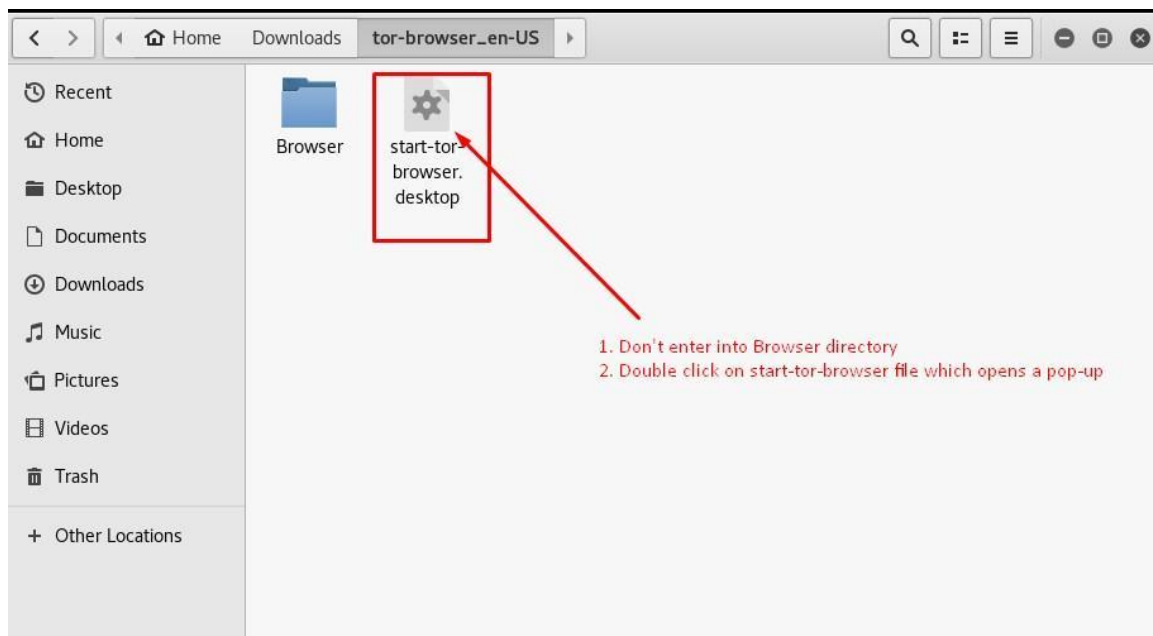 Home Downloads tor-browser_en-US
Recent
Home
Desktop
Documents
Downloads
Music
Pictures
Videos
Trash
+ Other Locations
Browser
start-tor-
browser.
desktop
1. Don't enter into Browser directory
2. Double click on start-tor-browser file which opens a pop-up